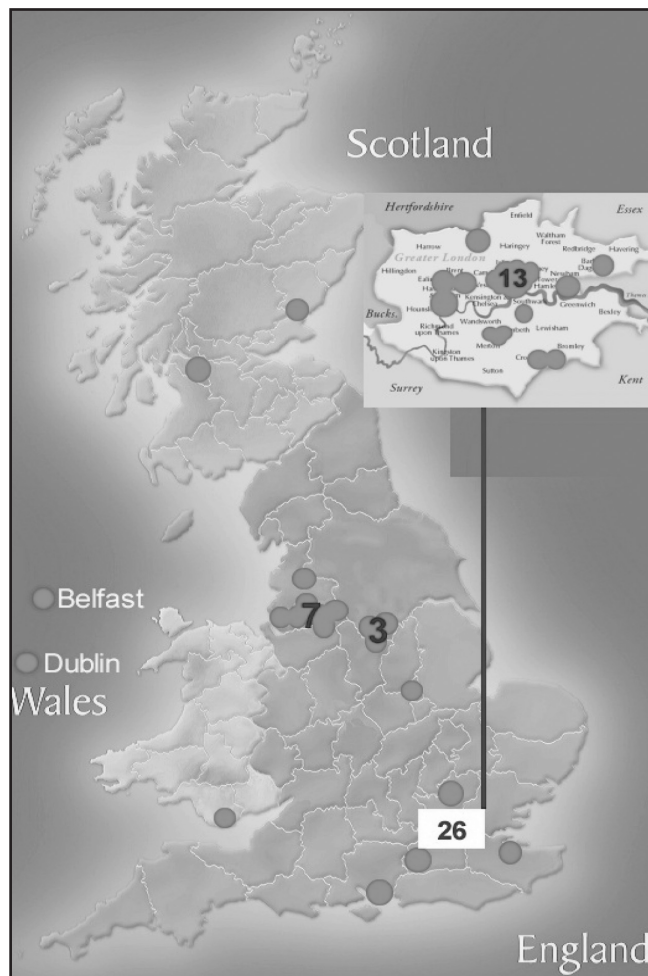 Scotland
Hertfordshire
Essex
Enfield
Harrow
Haringey
Waltham
Forest
Redbridge
Havering
Greater London
Hillingdon
Brent
13
Newham
Kensington
Chelsea
Southwark
Greenwich
Bexley
Bucks.
Wandsworth
Lewisham
Richmond
upon Thames
Merton
Bromley
Kingston
upon Thames
Sutton
Surrey
Kent
Belfast
7
3
Dublin
Wales
26
England